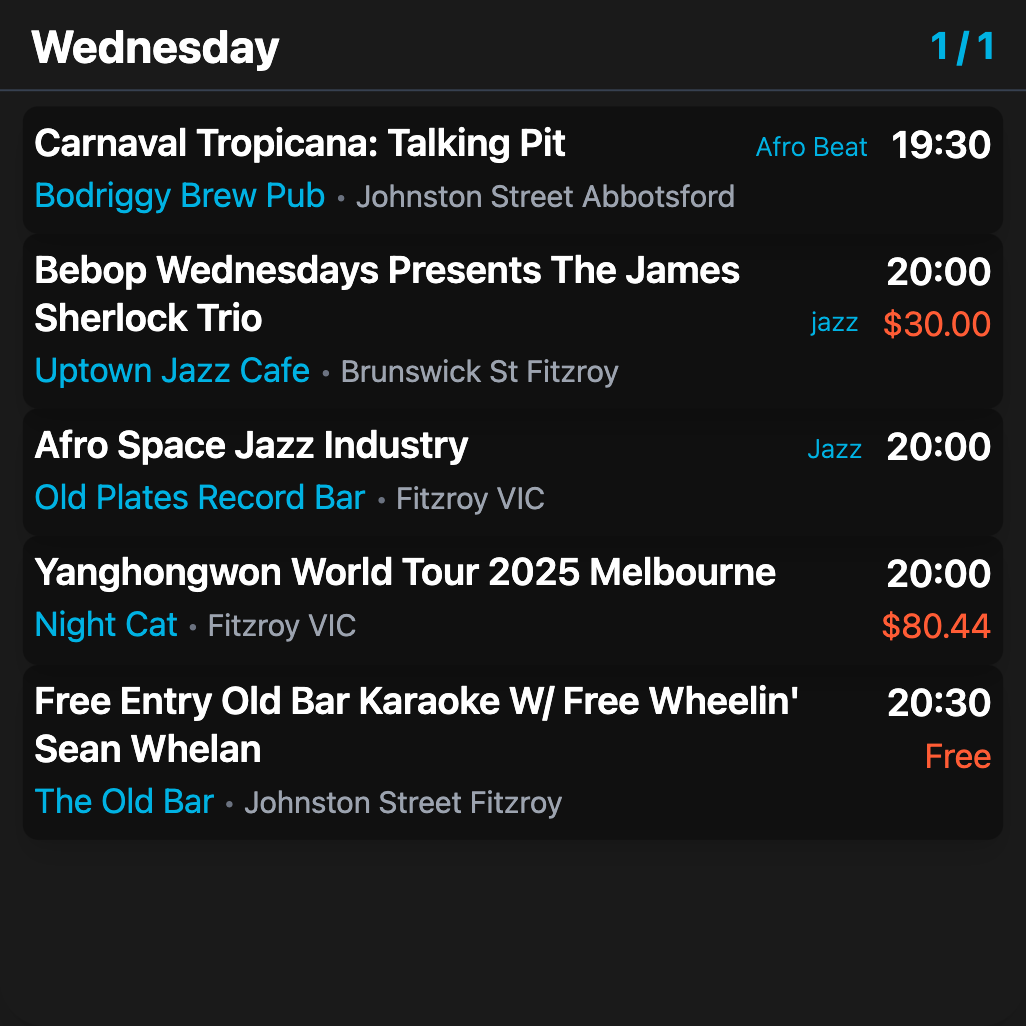 Wednesday 1/1
Carnaval Tropicana: Talking Pit Afro Beat 19:30
Bodriggy Brew Pub • Johnston Street Abbotsford
Bebop Wednesdays Presents The James 20:00
Sherlock Trio jazz $30.00
Uptown Jazz Cafe • Brunswick St Fitzroy
Afro Space Jazz Industry Jazz 20:00
Old Plates Record Bar • Fitzroy VIC
Yanghongwon World Tour 2025 Melbourne 20:00
Night Cat • Fitzroy VIC $80.44
Free Entry Old Bar Karaoke W/ Free Wheelin' 20:30
Sean Whelan Free
The Old Bar • Johnston Street Fitzroy